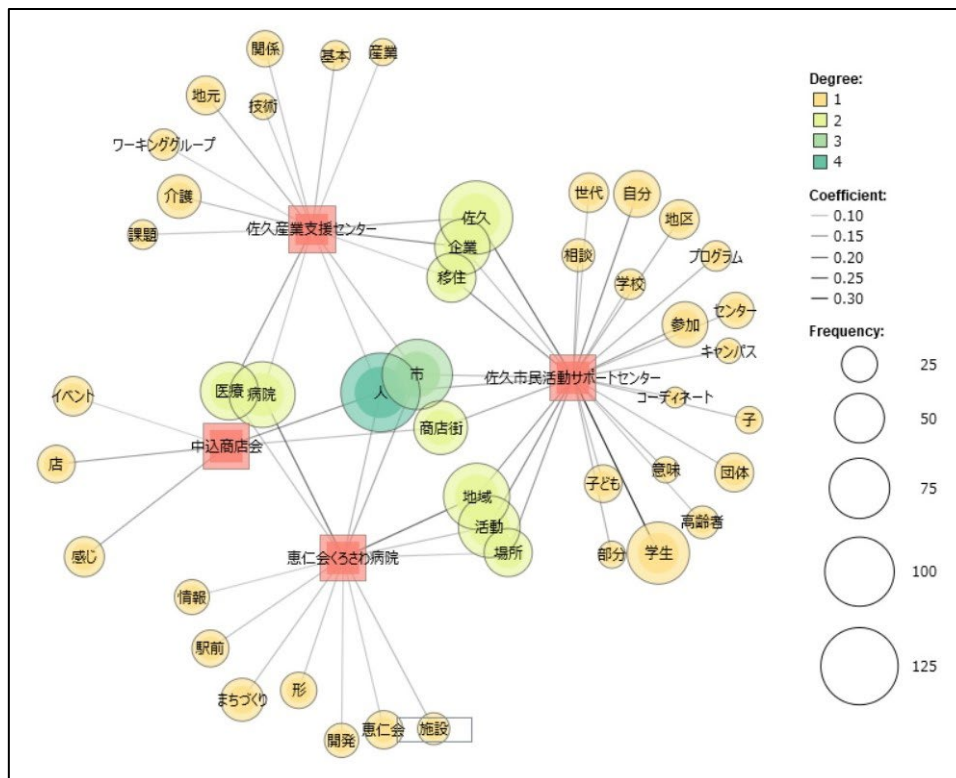 関係
基本
産業
地元
技術
ワーキンググループ
介護
課題
佐久産業支援センター
佐久
企業
移住
世代
自分
地区
相談
プログラム
学校
センター
参加
キャンパス
佐久市民活動サポートセンター
コーディネート
子
市
人
医療
病院
商店街
イベント
中込商店会
店
感じ
地域
活動
場所
子ども
意味
団体
高齢者
部分
学生
恵仁会くろさわ病院
情報
駅前
まちづくり
形
開発
恵仁会
施設
Degree:
1
2
3
4
Coefficient:
0.10
0.15
0.20
0.25
0.30
Frequency:
25
50
75
100
125